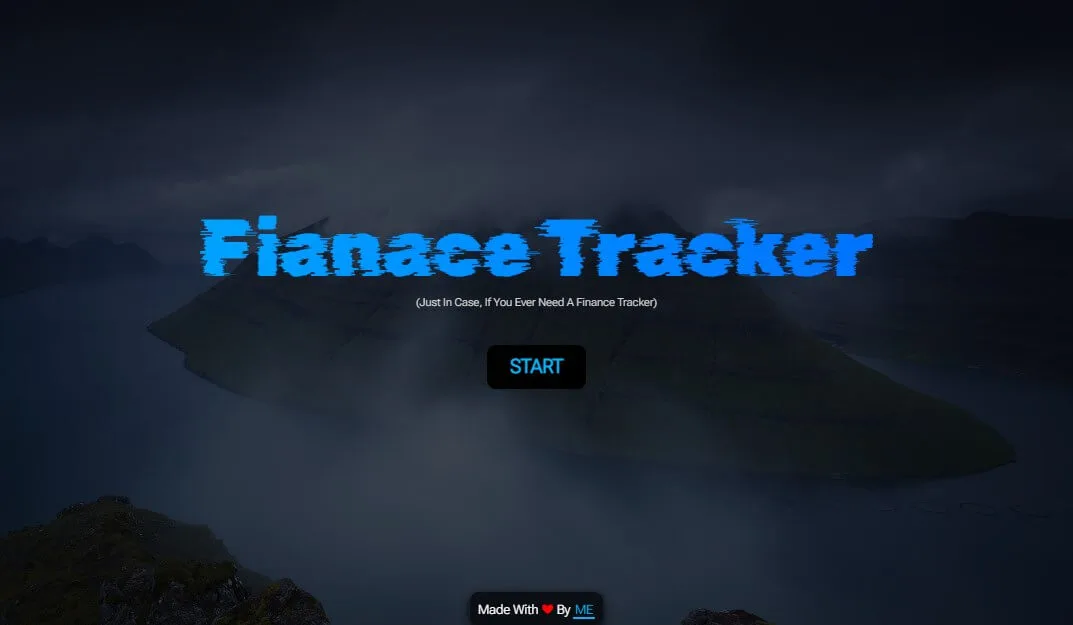 Fianace Tracker
(Just In Case, If You Ever Need A Finance Tracker)
START
Made With ❤ By ME